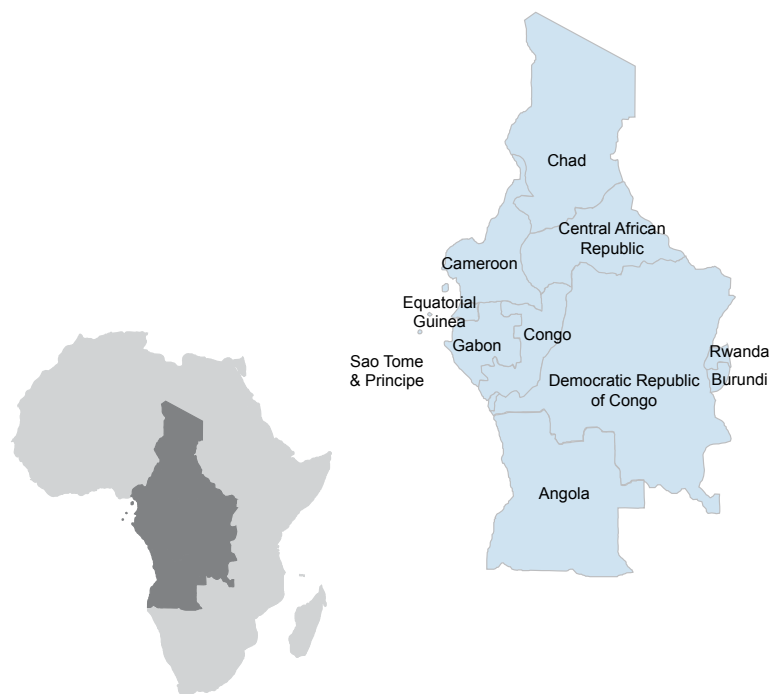 Chad
Central African
Republic
Cameroon
Equatorial
Guinea
Congo
Gabon
Rwanda
Sao Tome
& Principe
Democratic Republic
of Congo
Burundi
Angola